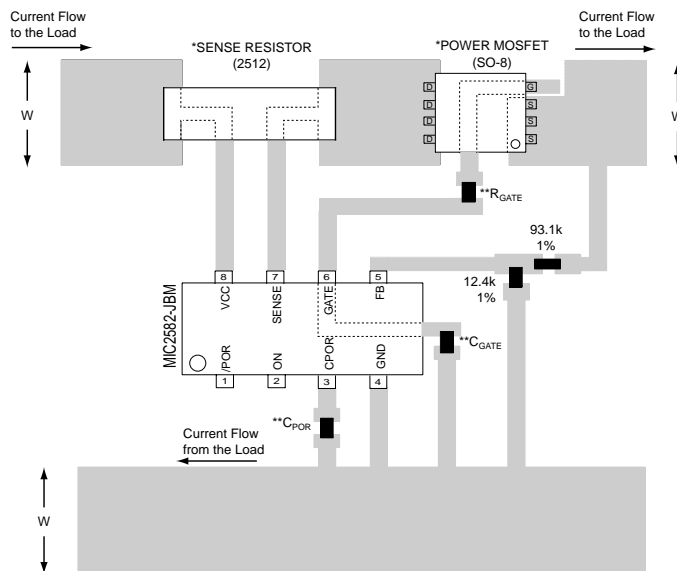 Current Flow
to the Load
*SENSE RESISTOR
(2512)
*POWER MOSFET
(SO-8)
Current Flow
to the Load
W
W
D
D
D
D
G
S
S
S
**RGATE
93.1k
1%
12.4k
1%
8
7
6
5
VCC
SENSE
GATE
FB
MIC2582-JBM
/POR
ON
CPOR
GND
1
2
3
4
**CGATE
**CPOR
Current Flow
from the Load
W